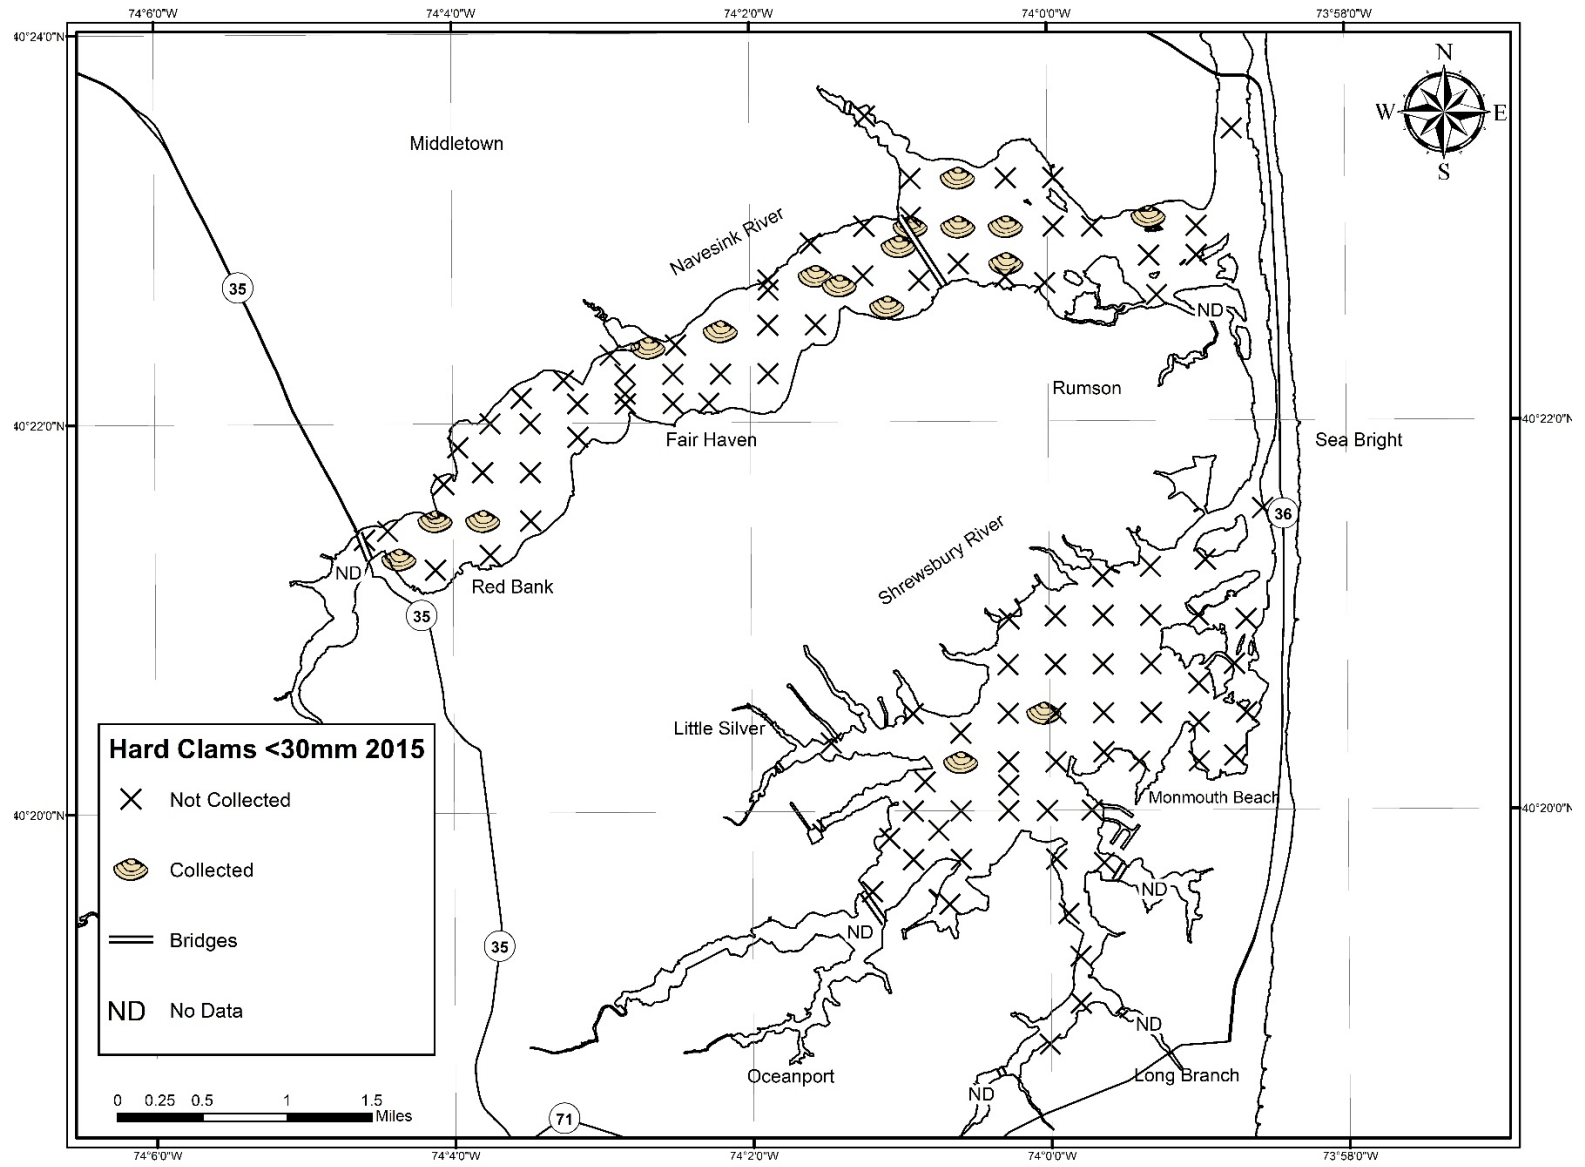 74°6'0"W 74°4'0"W 74°2'0"W 74°0'0"W 73°58'0"W
40°24'0"N
N
W E
S
Middletown
Navesink River
35
ND
Rumson
40°22'0"N 40°22'0"N
Fair Haven
Sea Bright
36
Shrewsbury River
ND
Red Bank
35
Little Silver
Hard Clams <30mm 2015
Not Collected
Collected
Bridges
ND No Data
Monmouth Beach
40°20'0"N 40°20'0"N
ND
ND
35
ND
Oceanport
Long Branch
ND
0 0.25 0.5 1 1.5
Miles
71
74°6'0"W 74°4'0"W 74°2'0"W 74°0'0"W 73°58'0"W